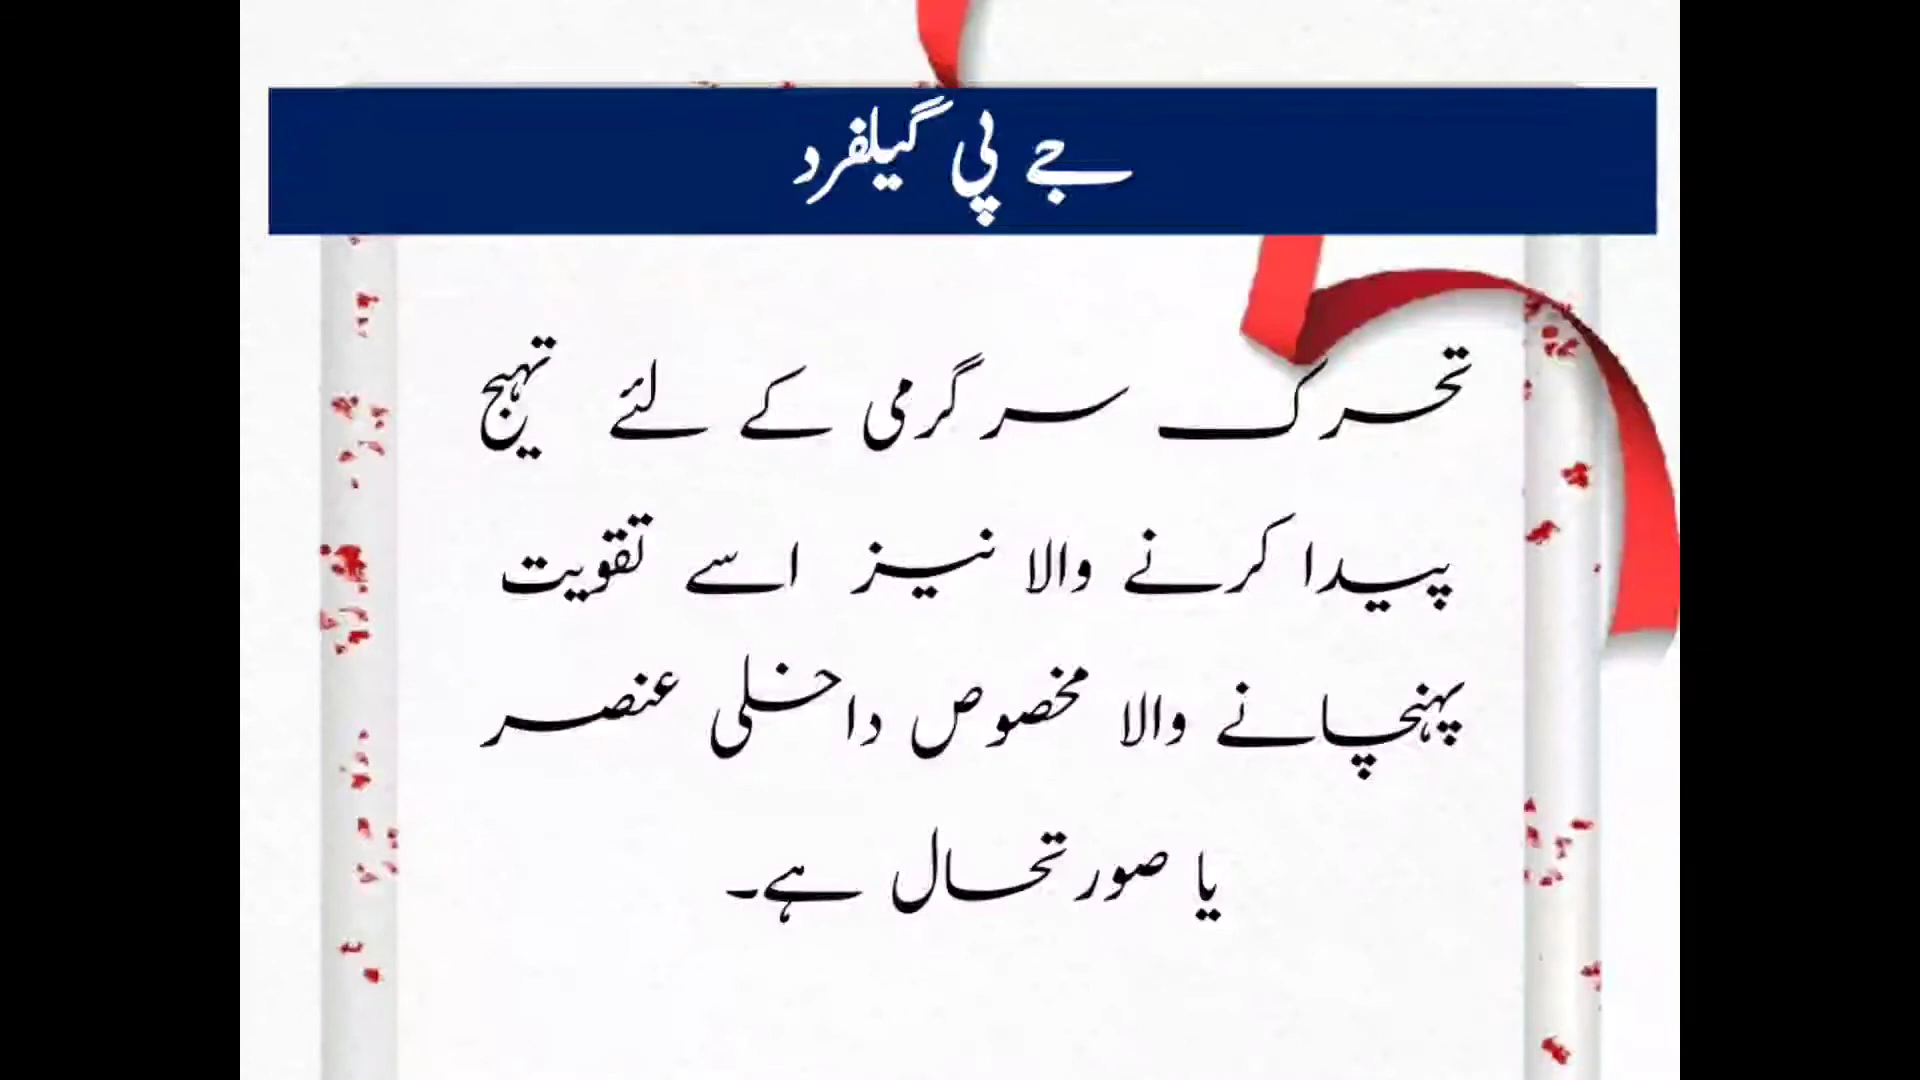 جے پی گیلفرد
تحرک سرگرمی کے لئے تہیج
پیدا کرنے والا نیز اسے تقویت
پہنچانے والا مخصوص داخلی عنصر
یا صورتحال ہے۔